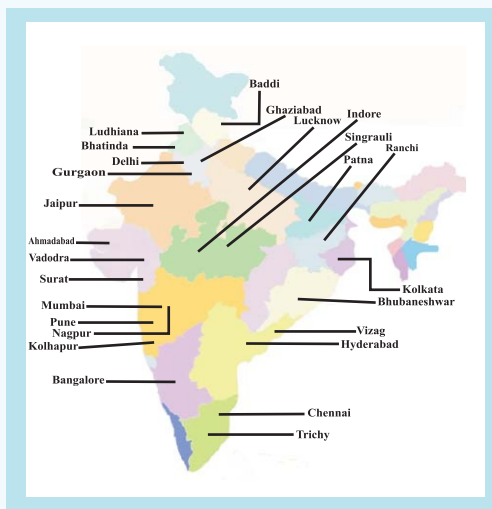 Baddi
Ghaziabad
Indore
Lucknow
Ludhiana
Singrauli
Bhatinda
Ranchi
Patna
Delhi
Gurgaon
Jaipur
Ahmadabad
Vadodra
Surat
Kolkata
Bhubaneshwar
Mumbai
Pune
Vizag
Nagpur
Hyderabad
Kolhapur
Bangalore
Chennai
Trichy